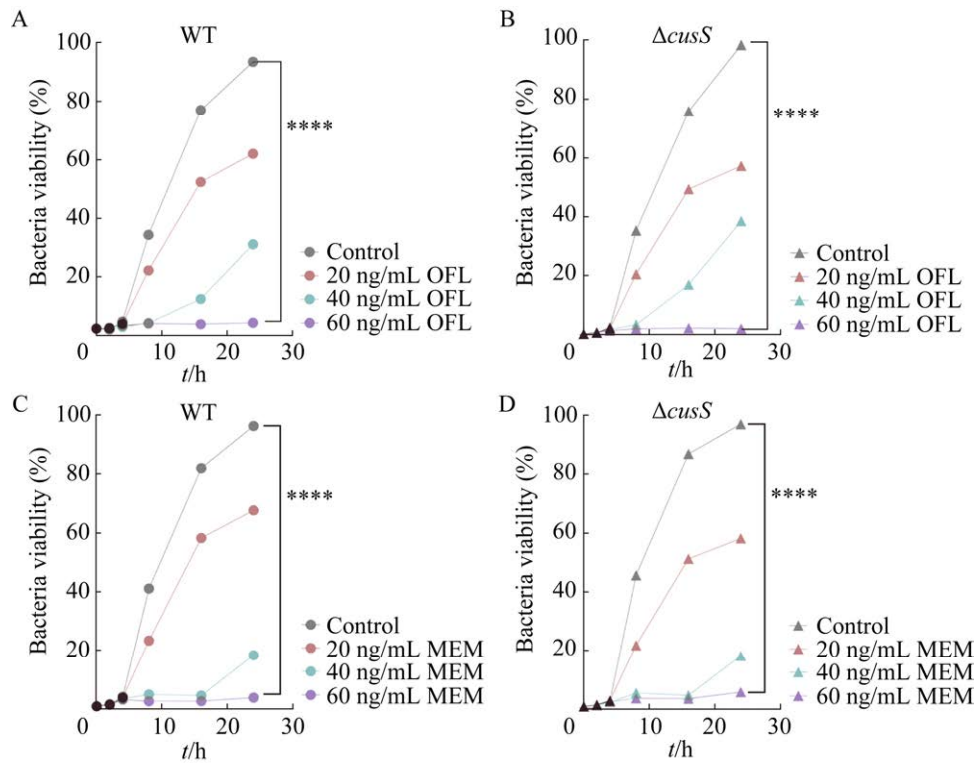 A
WT
Bacteria viability (%)
100
80
60
40
20
0
10
20
30
t/h
****
Control
20 ng/mL OFL
40 ng/mL OFL
60 ng/mL OFL
B
ΔcusS
Bacteria viability (%)
100
80
60
40
20
0
10
20
30
t/h
****
Control
20 ng/mL OFL
40 ng/mL OFL
60 ng/mL OFL
C
WT
Bacteria viability (%)
100
80
60
40
20
0
10
20
30
t/h
****
Control
20 ng/mL MEM
40 ng/mL MEM
60 ng/mL MEM
D
ΔcusS
Bacteria viability (%)
100
80
60
40
20
0
10
20
30
t/h
****
Control
20 ng/mL MEM
40 ng/mL MEM
60 ng/mL MEM